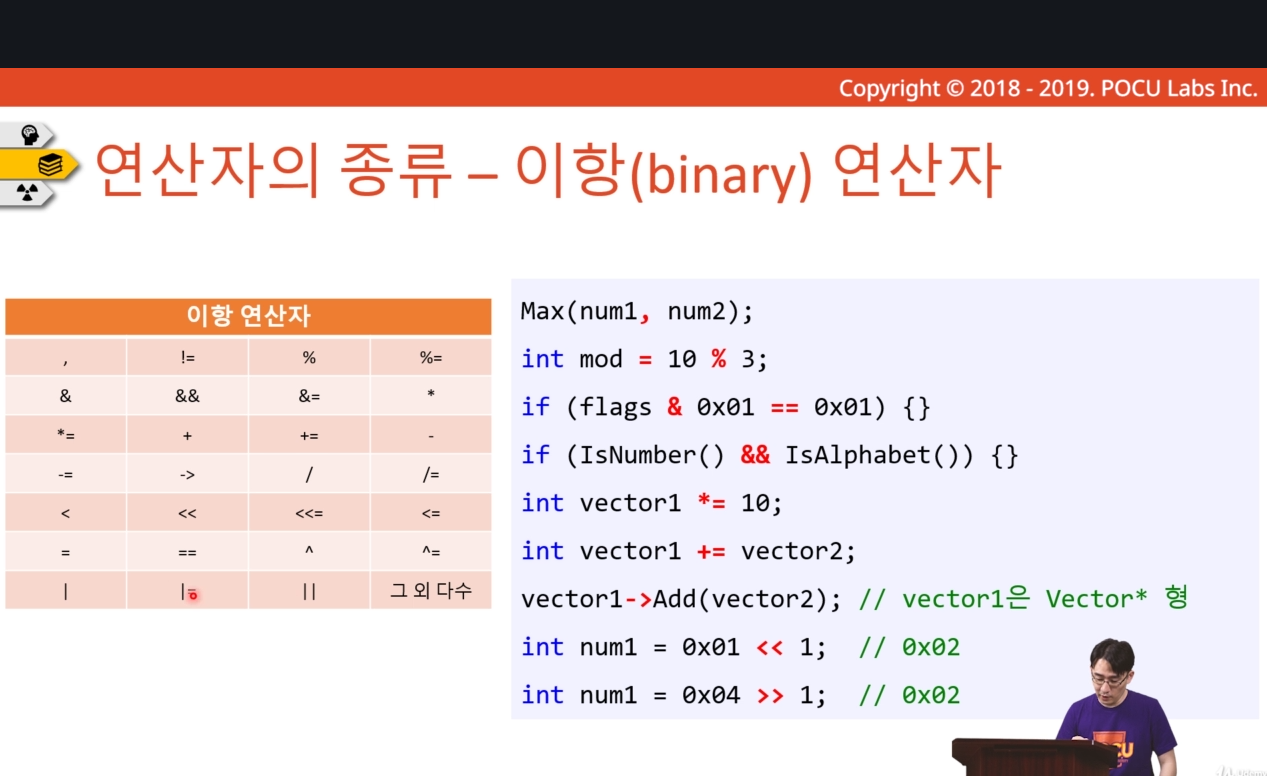 Copyright © 2018 - 2019. POCU Labs Inc.
연산자의 종류 – 이항(binary) 연산자
이항 연산자
, != % %=
& && &= *
*= + += -
-= -> / /=
< << <<= <=
= == ^ ^=
| |= || 그 외 다수
Max(num1, num2);
int mod = 10 % 3;
if (flags & 0x01 == 0x01) {}
if (IsNumber() && IsAlphabet()) {}
int vector1 *= 10;
int vector1 += vector2;
vector1->Add(vector2); // vector1은 Vector* 형
int num1 = 0x01 << 1; // 0x02
int num1 = 0x04 >> 1; // 0x02